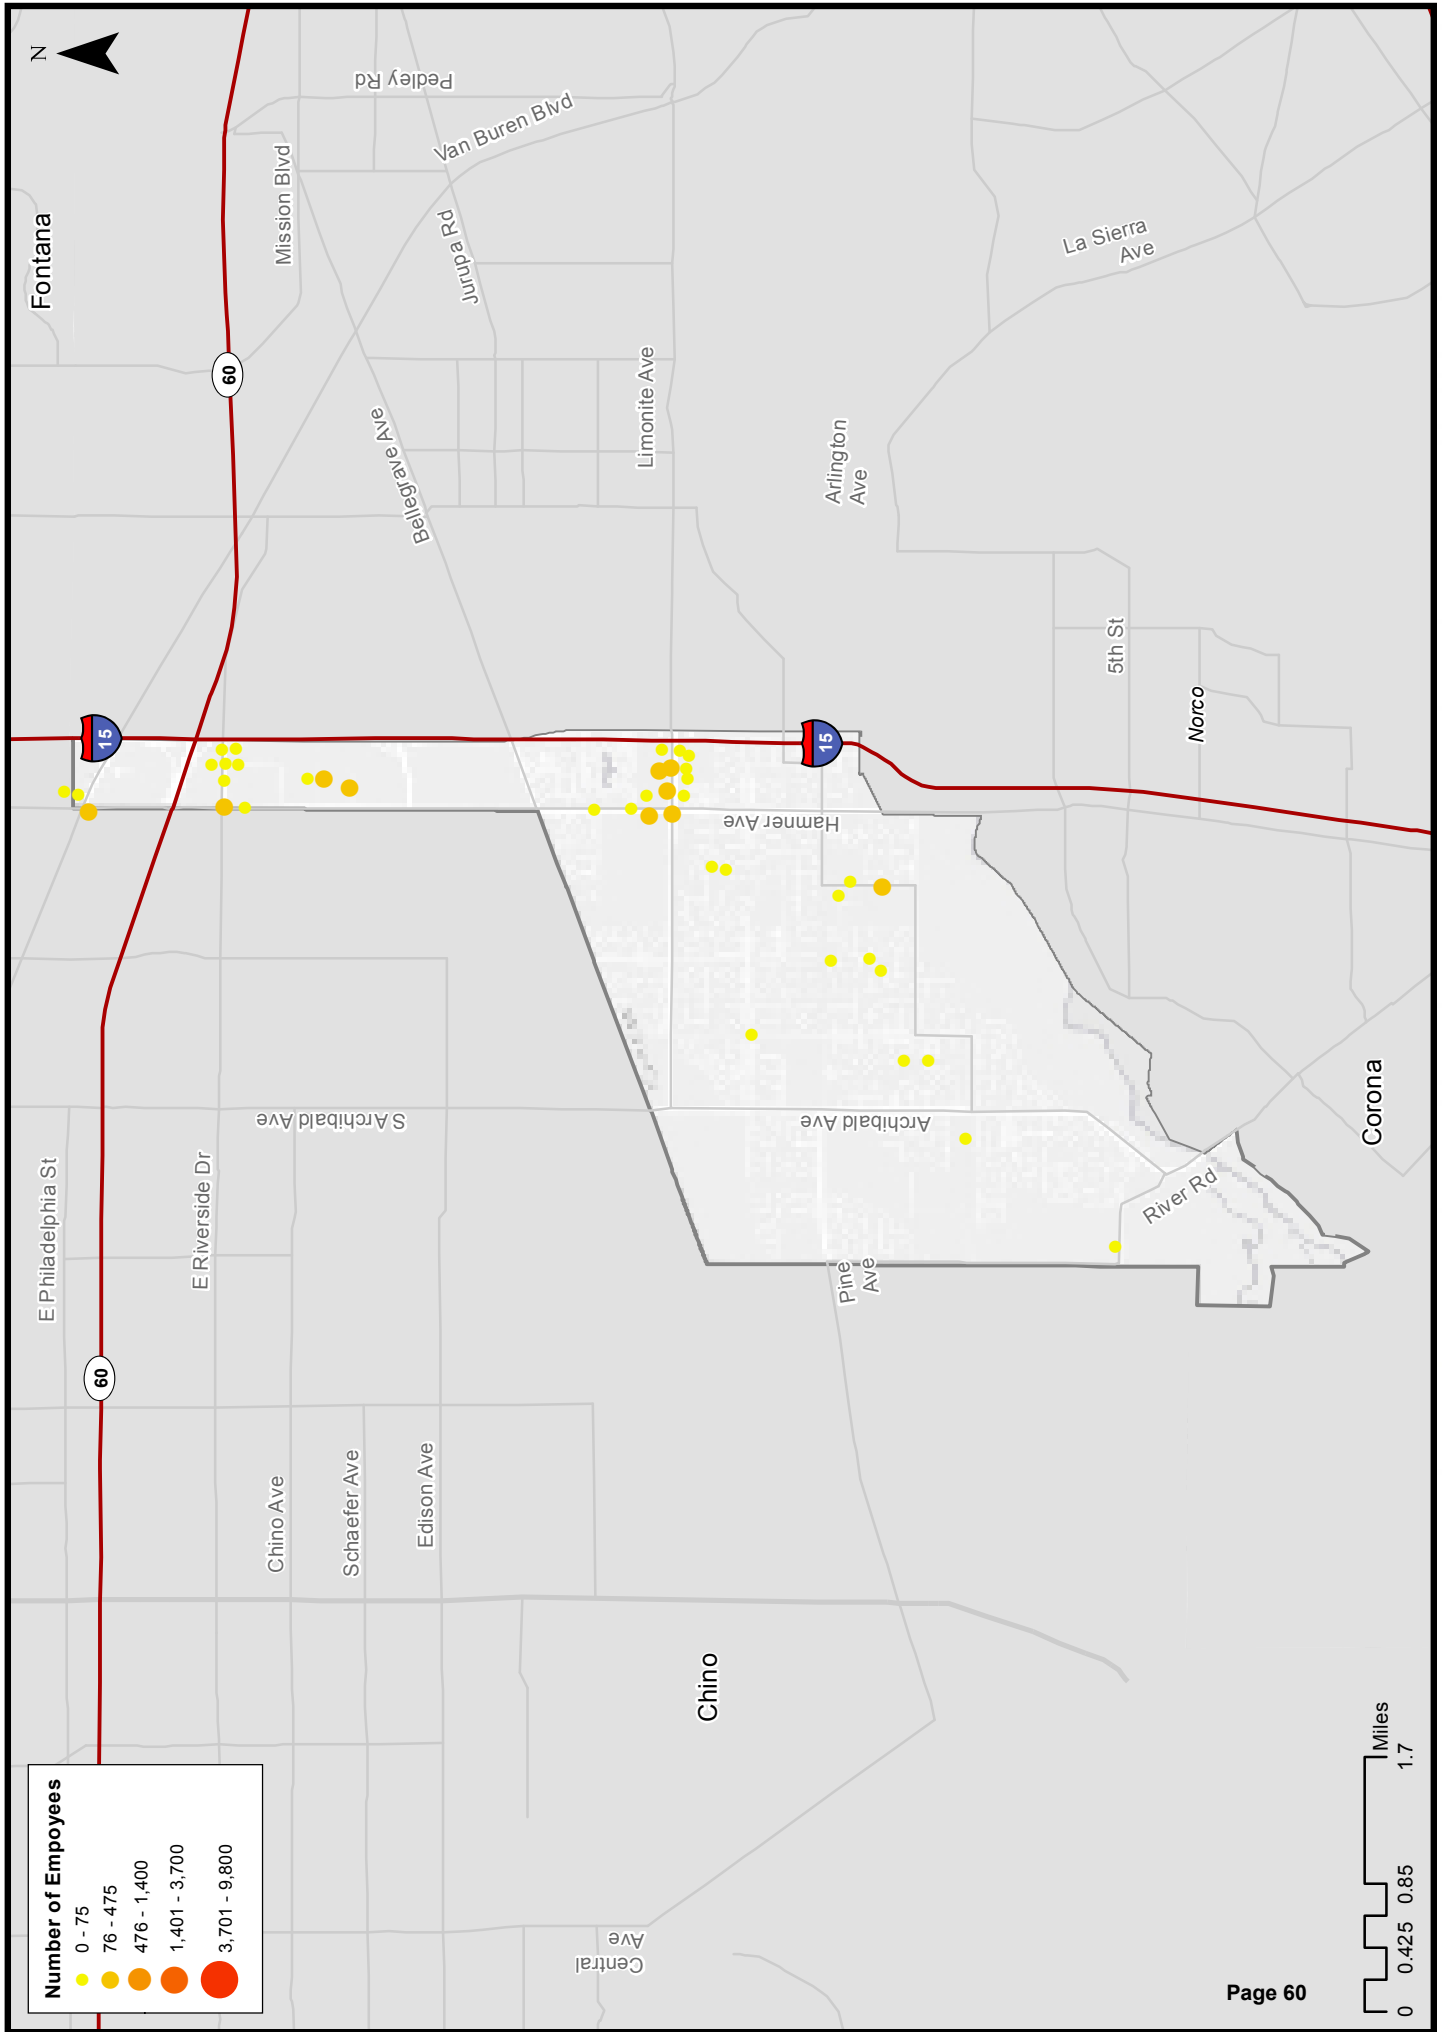 N
Fontana
Pedley Rd
Mission Blvd
Van Buren Blvd
Jurupa Rd
La Sierra
Ave
60
Bellegrave Ave
Limonite Ave
Arlington
Ave
5th St
Norco
15
15
Hamner Ave
S Archibald Ave
Archibald Ave
E Philadelphia St
E Riverside Dr
River Rd
Corona
Pine
Ave
60
Chino Ave
Schaefer Ave
Edison Ave
Chino
Central
Ave
Number of Empoyees
0 - 75
76 - 475
476 - 1,400
1,401 - 3,700
3,701 - 9,800
Miles
0 0.425 0.85 1.7
Page 60